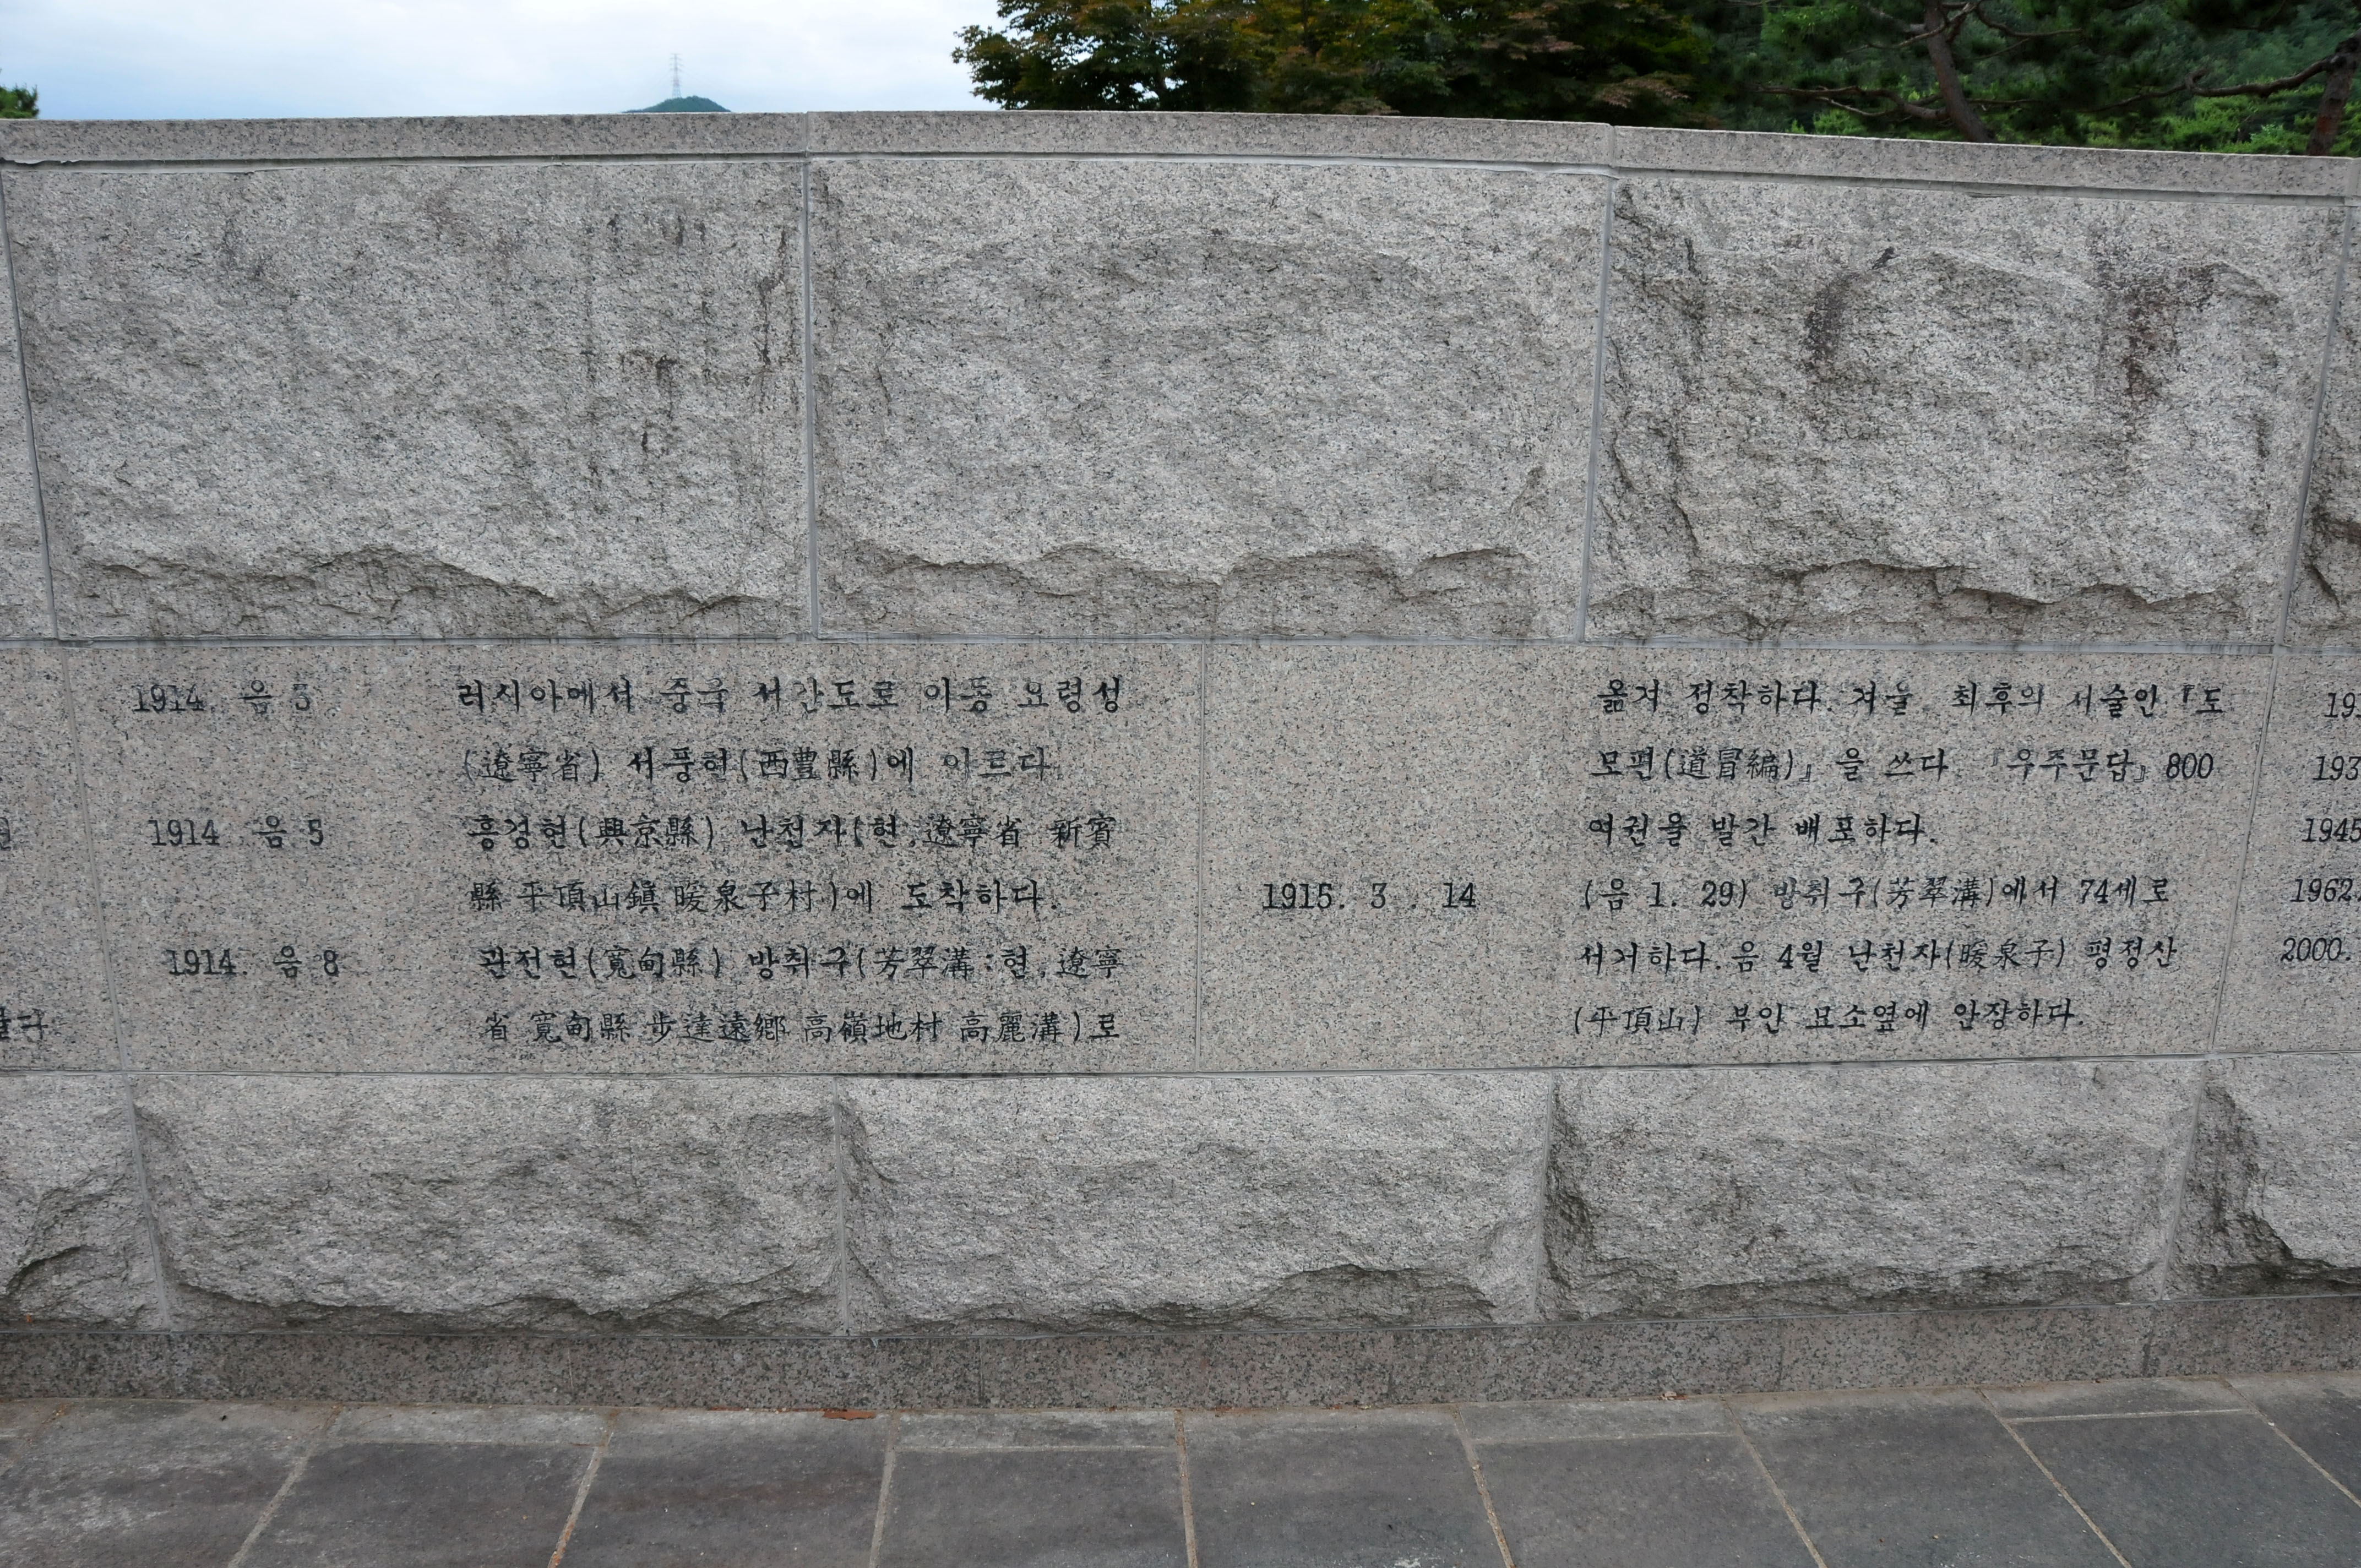 1914. 음 3 러시아에서 중국 서간도로 이동 요령성
(遼寧省) 서풍현(西豊縣)에 이르다
1914. 음 5 흥경현(興京縣) 난천자(현, 遼寧省 新賓
縣 平頂山鎭 暖泉子村)에 도착하다.
1914. 음 8 관전현(寬甸縣) 방취구(芳翠溝:현, 遼寧
省 寬甸縣 步達遠鄕 高嶺地村 高麗溝)로
옮겨 정착하다. 겨울 최후의 저술인 『도
모편(道冒編)』을 쓰다. 『우주문답』 800
여권을 발간 배포하다.
1915. 3. 14 (음 1. 29) 방취구(芳翠溝)에서 74세로
서거하다. 음 4월 난천자(暖泉子) 평정산
(平頂山) 부인 묘소옆에 안장하다.
193
1945
1962.
2000.